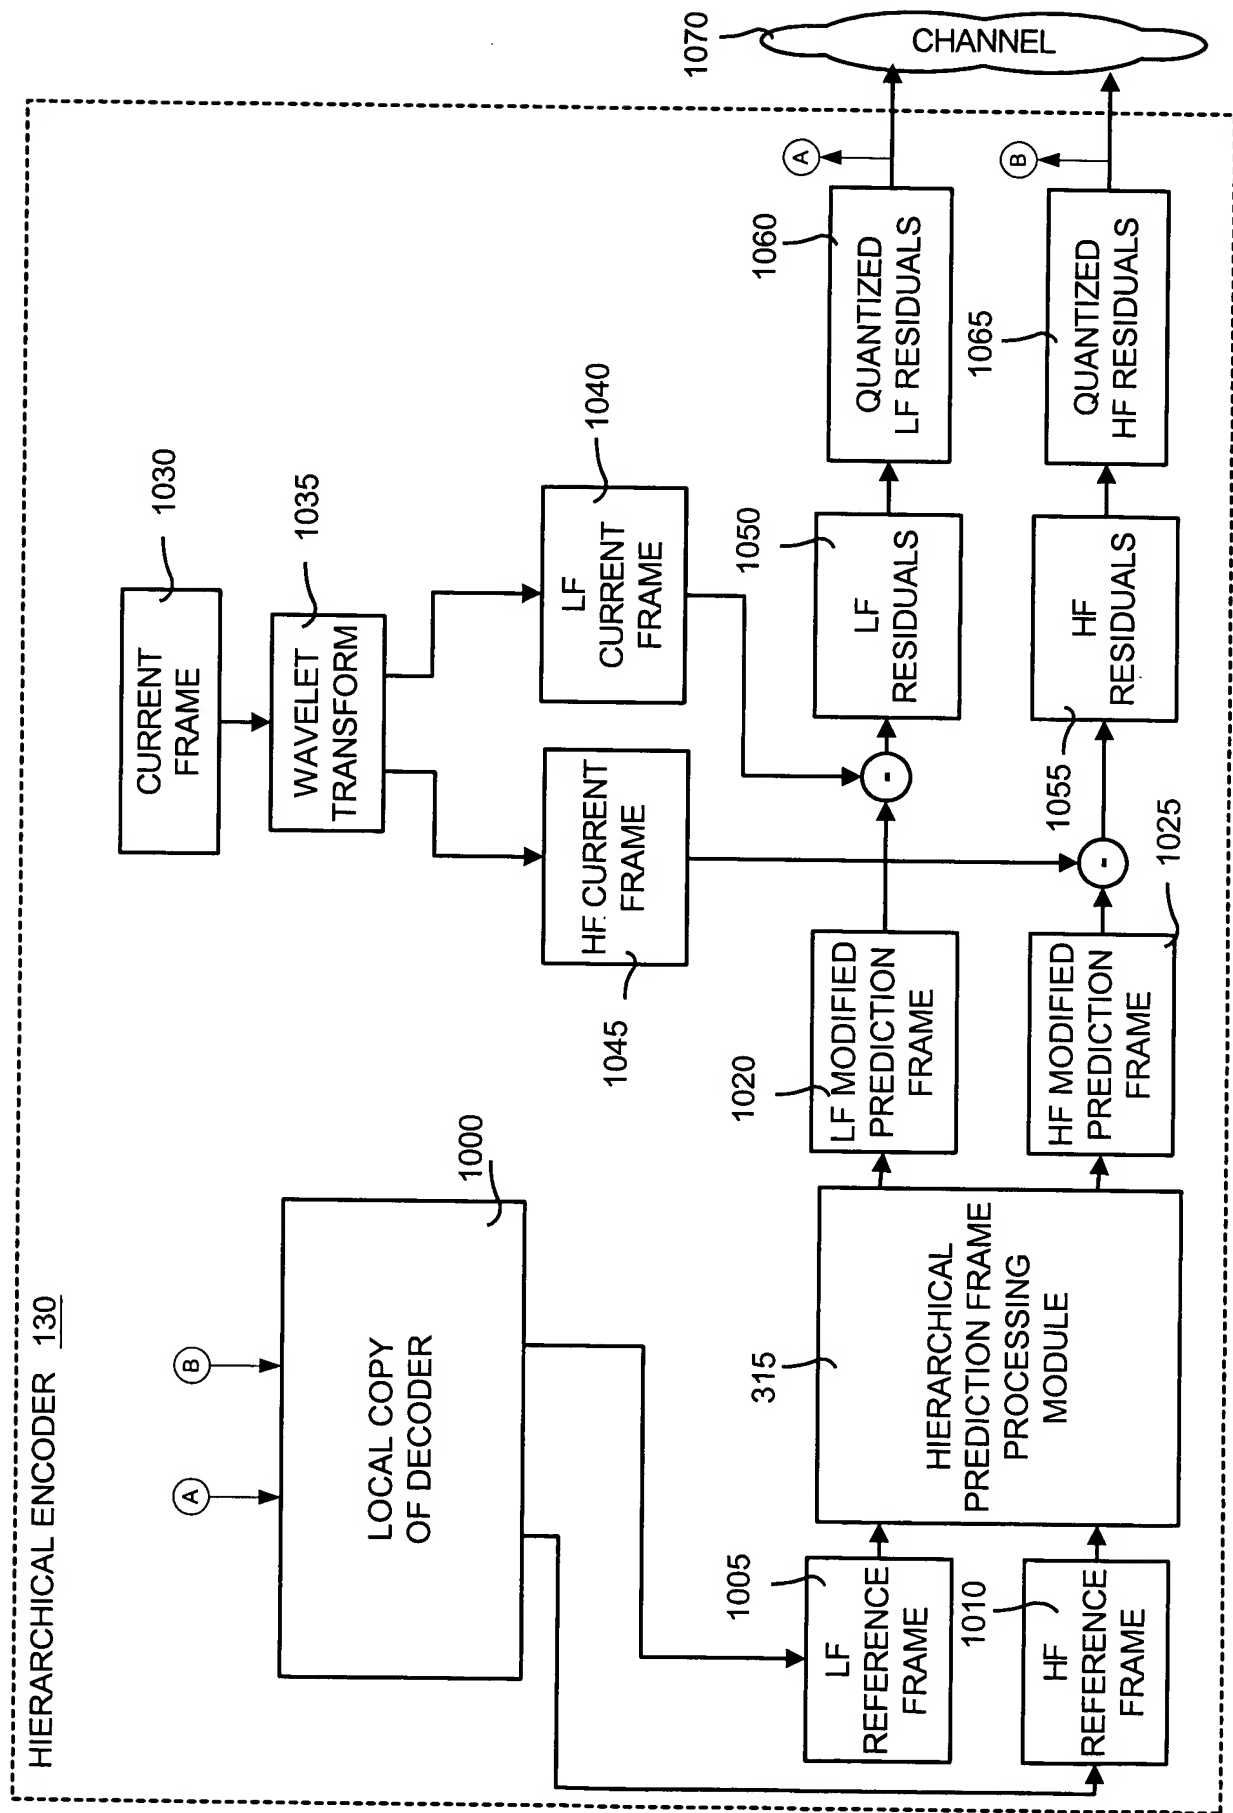 HIERARCHICAL ENCODER 130
A
B
LOCAL COPY
OF DECODER
1000
CURRENT
FRAME
1030
WAVELET
TRANSFORM
1035
HF CURRENT
FRAME
1045
LF
CURRENT
FRAME
1040
LF
REFERENCE
FRAME
1005
HF
REFERENCE
FRAME
1010
315
HIERARCHICAL
PREDICTION FRAME
PROCESSING
MODULE
1020
LF MODIFIED
PREDICTION
FRAME
HF MODIFIED
PREDICTION
FRAME
1025
-
-
LF
RESIDUALS
1050
HF
RESIDUALS
1055
QUANTIZED
LF RESIDUALS
1060
QUANTIZED
HF RESIDUALS
1065
A
B
CHANNEL
1070